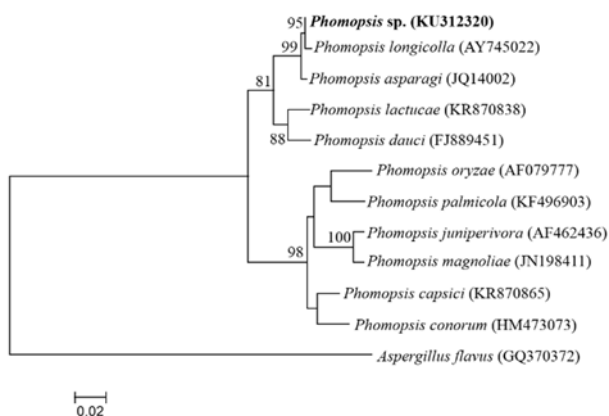 95 Phomopsis sp. (KU312320)
99 Phomopsis longicolla (AY745022)
Phomopsis asparagi (JQ14002)
81
Phomopsis lactucae (KR870838)
88 Phomopsis dauci (FJ889451)
Phomopsis oryzae (AF079777)
Phomopsis palmicola (KF496903)
100 Phomopsis juniperivora (AF462436)
98
Phomopsis magnoliae (JN198411)
Phomopsis capsici (KR870865)
Phomopsis conorum (HM473073)
Aspergillus flavus (GQ370372)
0.02